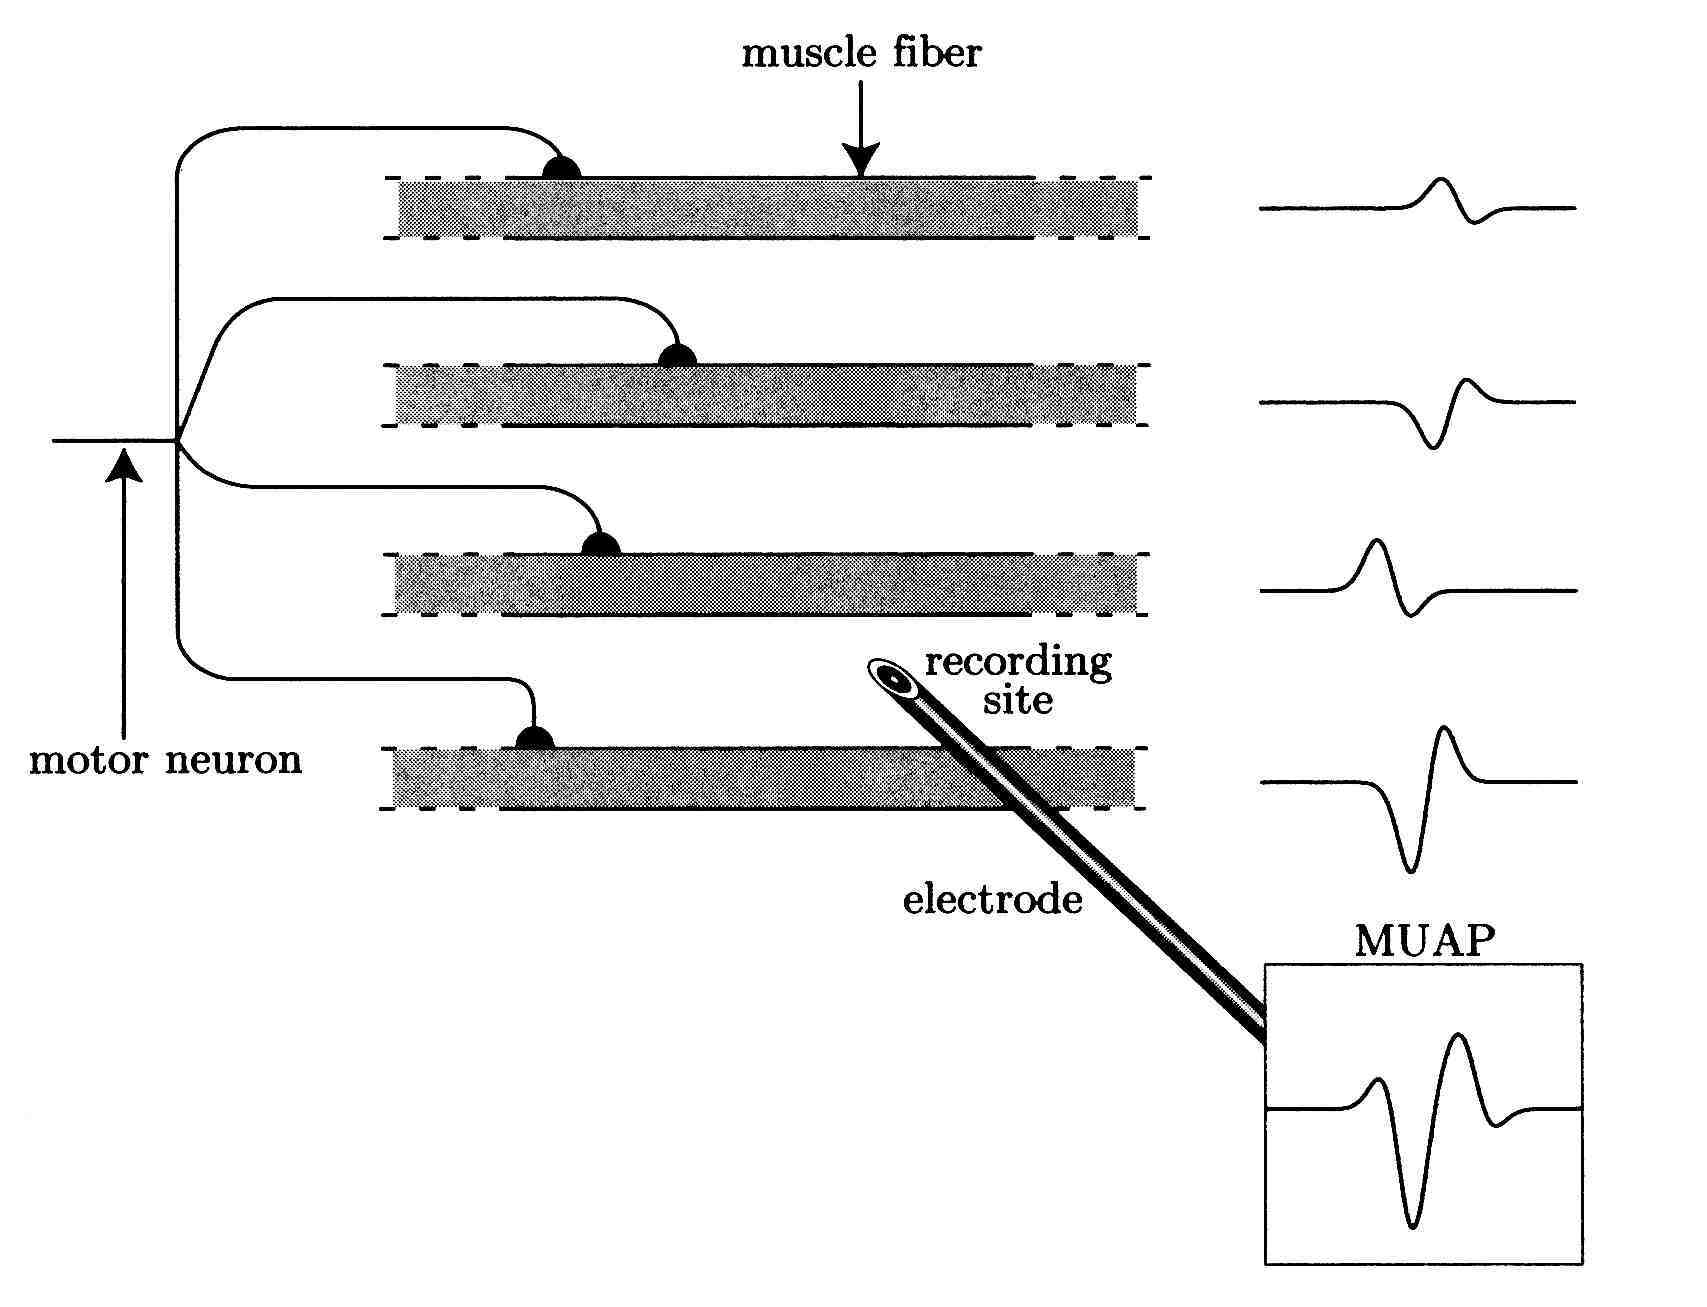 muscle fiber
recording
site
motor neuron
electrode
MUAP